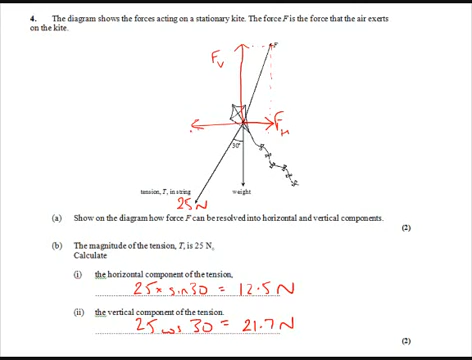 4. The diagram shows the forces acting on a stationary kite. The force F is the force that the air exerts
on the kite.
F
Fv
FH
30°
tension, T, in string
weight
25 N
(a) Show on the diagram how force F can be resolved into horizontal and vertical components.
(2)
(b) The magnitude of the tension, T, is 25 N.
Calculate
(i) the horizontal component of the tension,
25 × sin 30 = 12.5 N
(ii) the vertical component of the tension.
25 cos 30 = 21.7 N
(2)